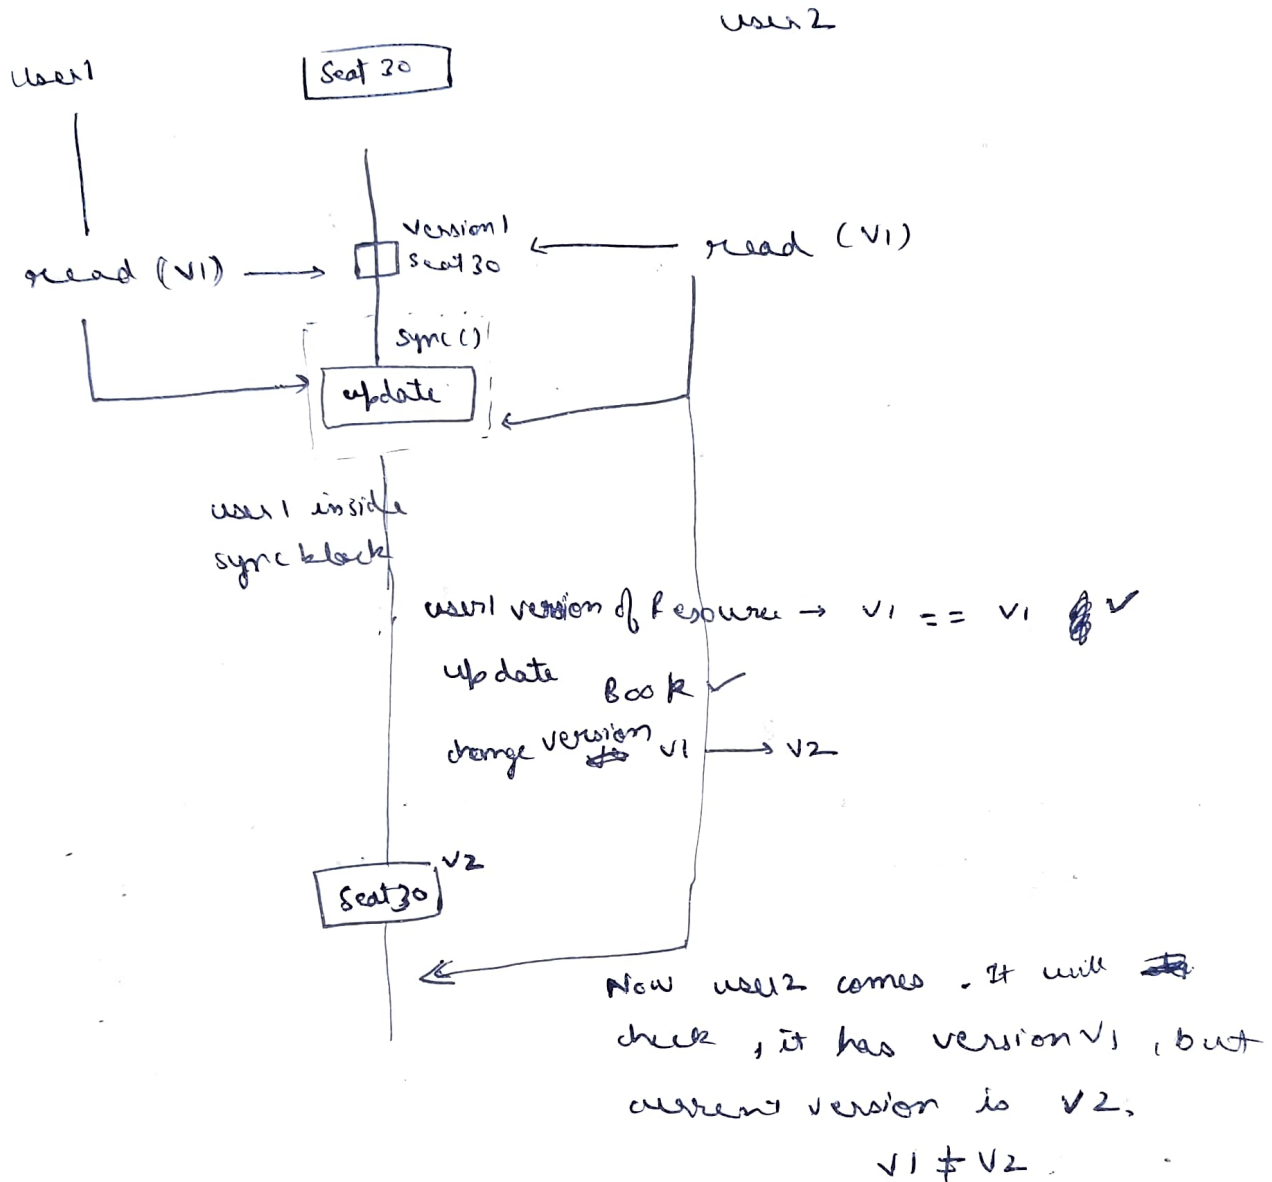 user2
user1
Seat 30
version1
read (V1)
read (V1)
Seat30
sync()
update
user1 inside
sync block
user1 version of Resource → V1 == V1 ✓
update Book ✓
change version V1 → V2
V2
Seat30
Now user2 comes. It will
check, it has version V1, but
current version is V2.
V1 ≠ V2.